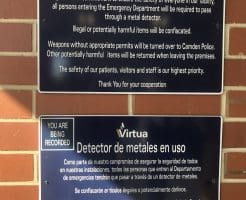 all persons entering the Emergency Department will be required to pass
through a metal detector.
Illegal or potentially harmful items will be confiscated.
Weapons without appropriate permits will be turned over to Camden Police.
Other potentially harmful items will be returned when leaving the premises.
The safety of our patients, visitors and staff is our highest priority.
Thank You for your cooperation
YOU ARE
BEING
RECORDED
Virtua
Detector de metales en uso
Como parte de nuestro compromiso de asegurar la seguridad de todos
en nuestras instalaciones, todas las personas que entren al Departamento
de emergencias tendrán que pasar a través de un detector de metales.
Se confiscarán artículos ilegales o potencialmente dañinos.